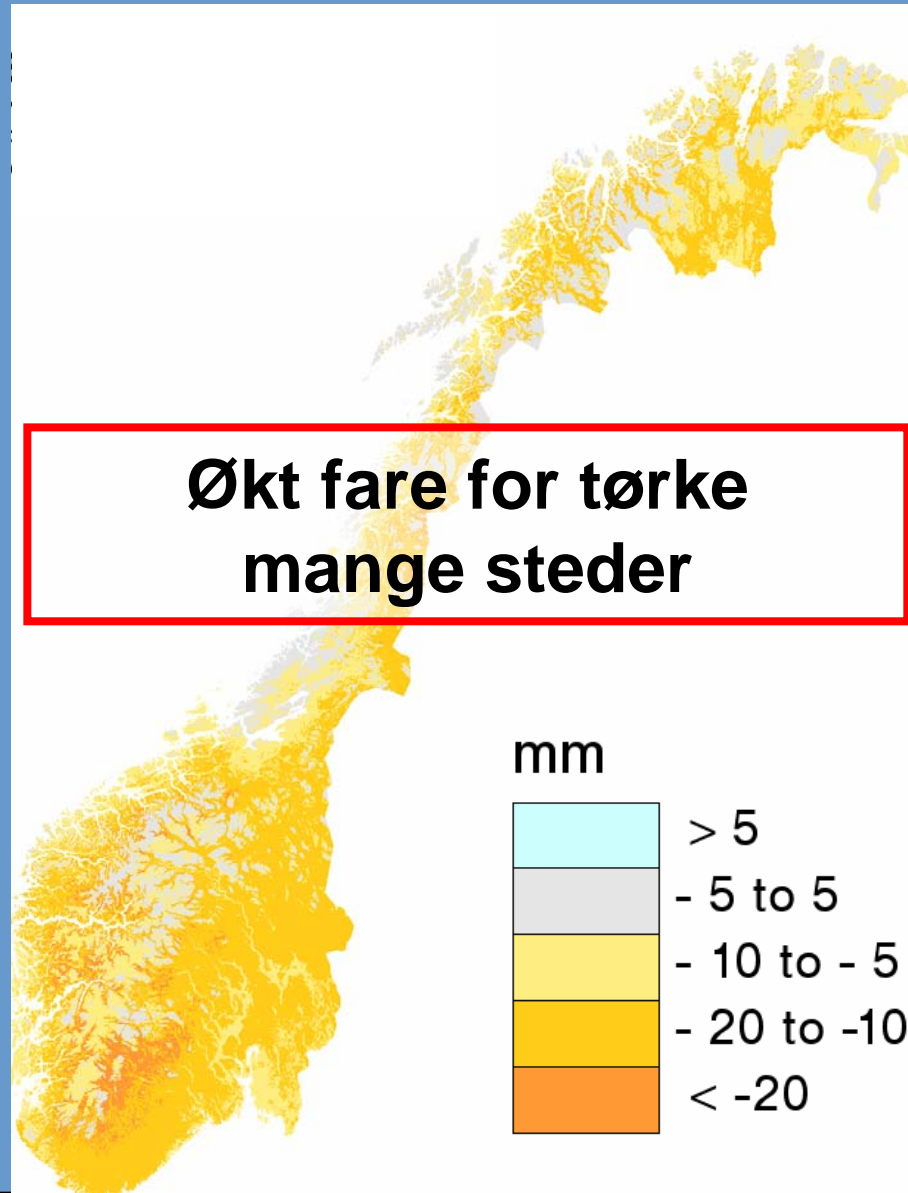 Økt fare for tørke
mange steder
mm
> 5
- 5 to 5
- 10 to - 5
- 20 to -10
< -20